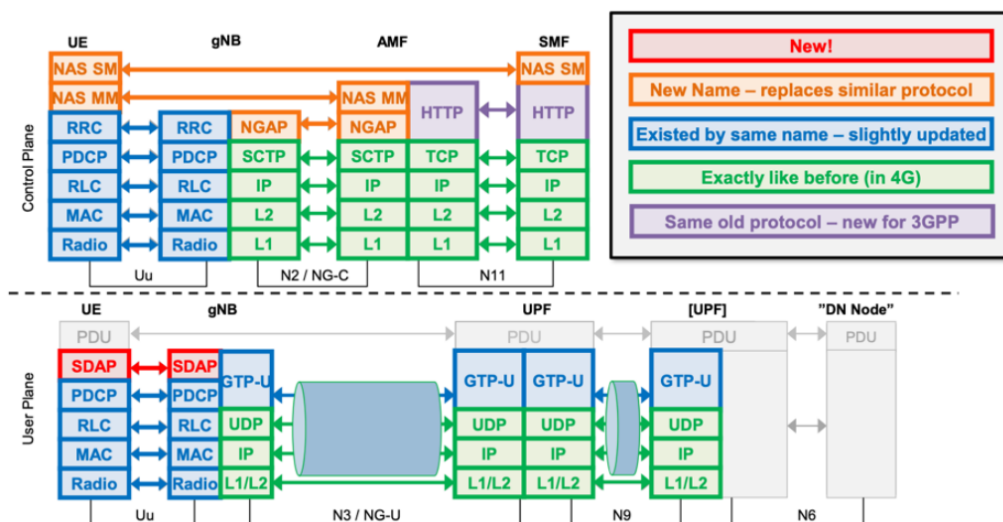 UE gNB AMF SMF
NAS SM NAS SM
NAS MM NAS MM HTTP HTTP
RRC RRC NGAP NGAP
PDCP PDCP SCTP SCTP TCP TCP
RLC RLC IP IP IP IP
MAC MAC L2 L2 L2 L2
Radio Radio L1 L1 L1 L1
Uu N2 / NG-C N11
Control Plane
New!
New Name – replaces similar protocol
Existed by same name – slightly updated
Exactly like before (in 4G)
Same old protocol – new for 3GPP
UE gNB UPF [UPF] ”DN Node”
PDU PDU PDU PDU
SDAP SDAP
GTP-U GTP-U GTP-U GTP-U
PDCP PDCP
RLC RLC UDP UDP UDP UDP
MAC MAC IP IP IP IP
Radio Radio L1/L2 L1/L2 L1/L2 L1/L2
Uu N3 / NG-U N9 N6
User Plane